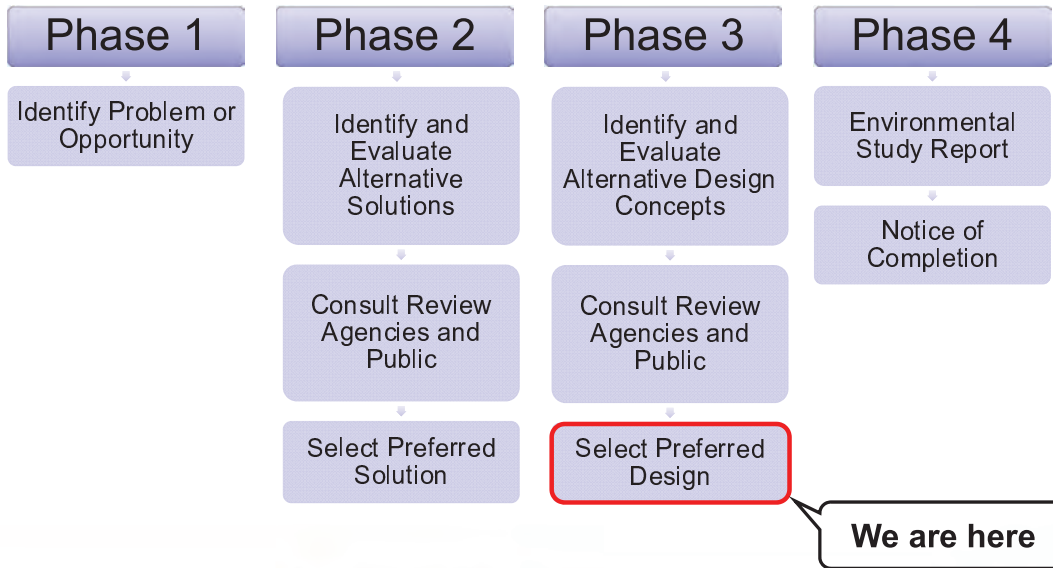 Phase 1
Identify Problem or
Opportunity
Phase 2
Identify and
Evaluate
Alternative
Solutions
Consult Review
Agencies and
Public
Select Preferred
Solution
Phase 3
Identify and
Evaluate
Alternative Design
Concepts
Consult Review
Agencies and
Public
Select Preferred
Design
We are here
Phase 4
Environmental
Study Report
Notice of
Completion